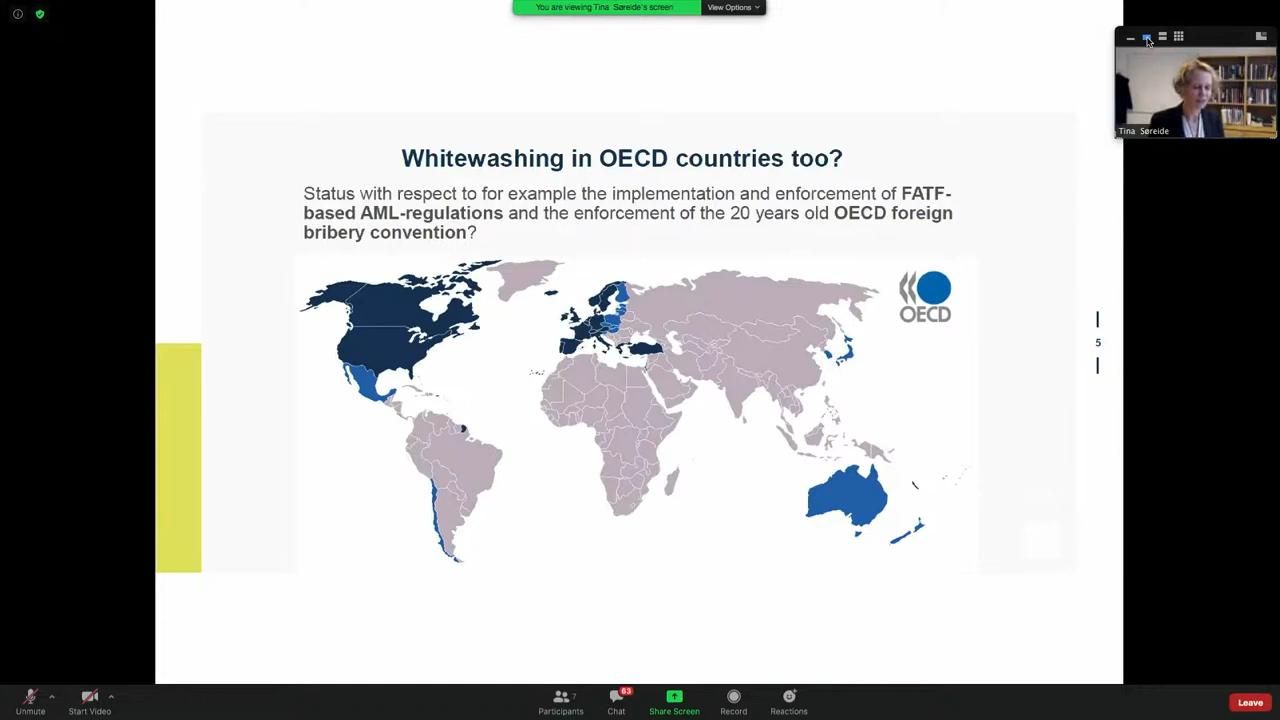 You are viewing Tina Søreide's screen
View Options
Tina Søreide
Whitewashing in OECD countries too?
Status with respect to for example the implementation and enforcement of FATF-
based AML-regulations and the enforcement of the 20 years old OECD foreign
bribery convention?
OECD
5
Unmute
Start Video
Participants
7
Chat
63
Share Screen
Record
Reactions
Leave